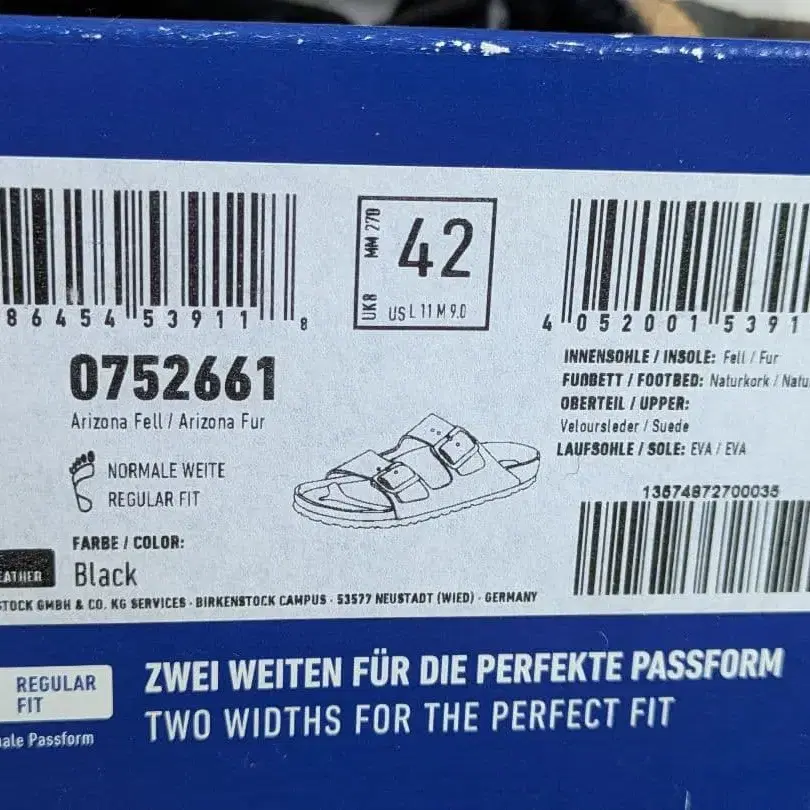 MM 270
42
UK8
US L 11 M 9.0
86454 53911 8
4 052001 5391
0752661
Arizona Fell / Arizona Fur
NORMALE WEITE
REGULAR FIT
FARBE / COLOR:
Black
EATHER
INNENSOHLE / INSOLE: Fell / Fur
FUßBETT / FOOTBED: Naturkork / Natu
OBERTEIL / UPPER:
Veloursleder / Suede
LAUFSOHLE / SOLE: EVA / EVA
13574872700035
STOCK GMBH & CO. KG SERVICES · BIRKENSTOCK CAMPUS · 53577 NEUSTADT (WIED) · GERMANY
REGULAR
FIT
ale Passform
ZWEI WEITEN FÜR DIE PERFEKTE PASSFORM
TWO WIDTHS FOR THE PERFECT FIT